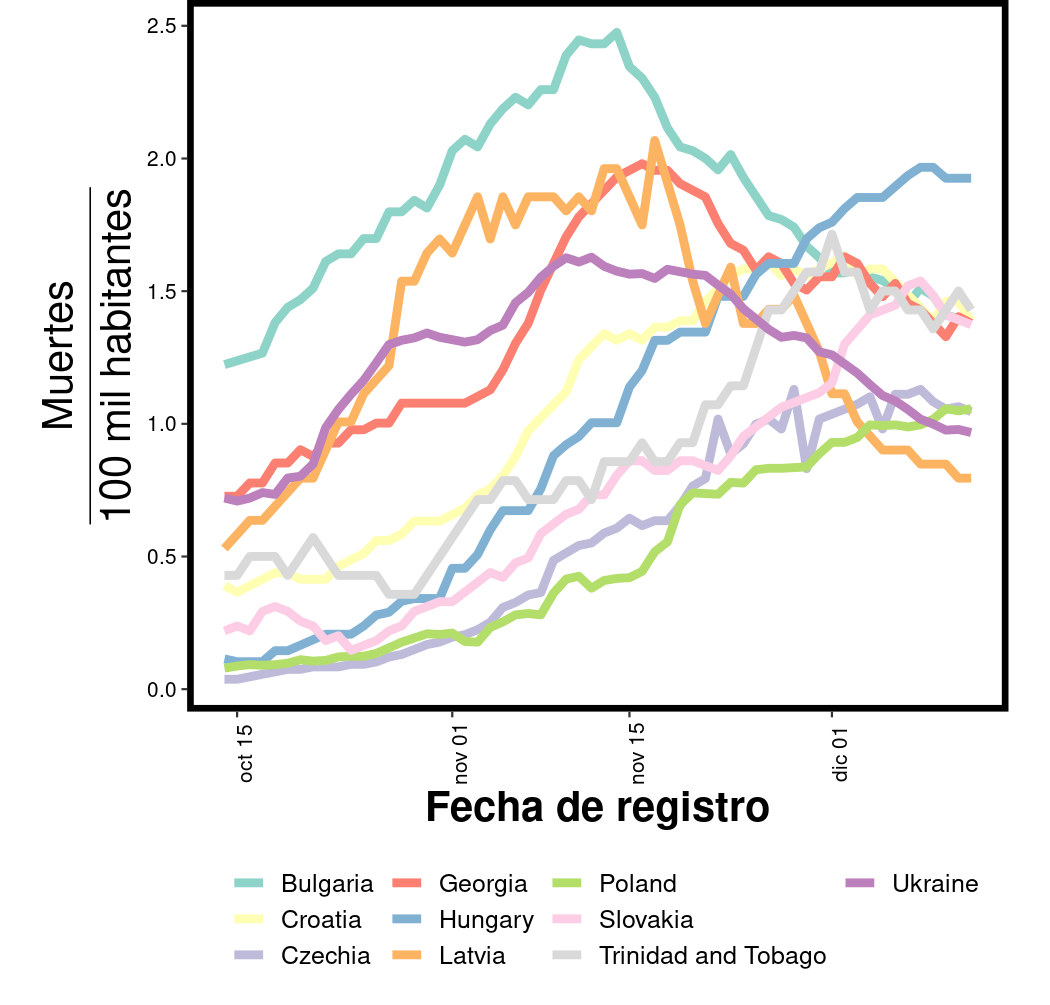 Muertes
100 mil habitantes
2.5
2.0
1.5
1.0
0.5
0.0
oct 15
nov 01
nov 15
dic 01
Fecha de registro
Bulgaria
Georgia
Poland
Ukraine
Croatia
Hungary
Slovakia
Czechia
Latvia
Trinidad and Tobago